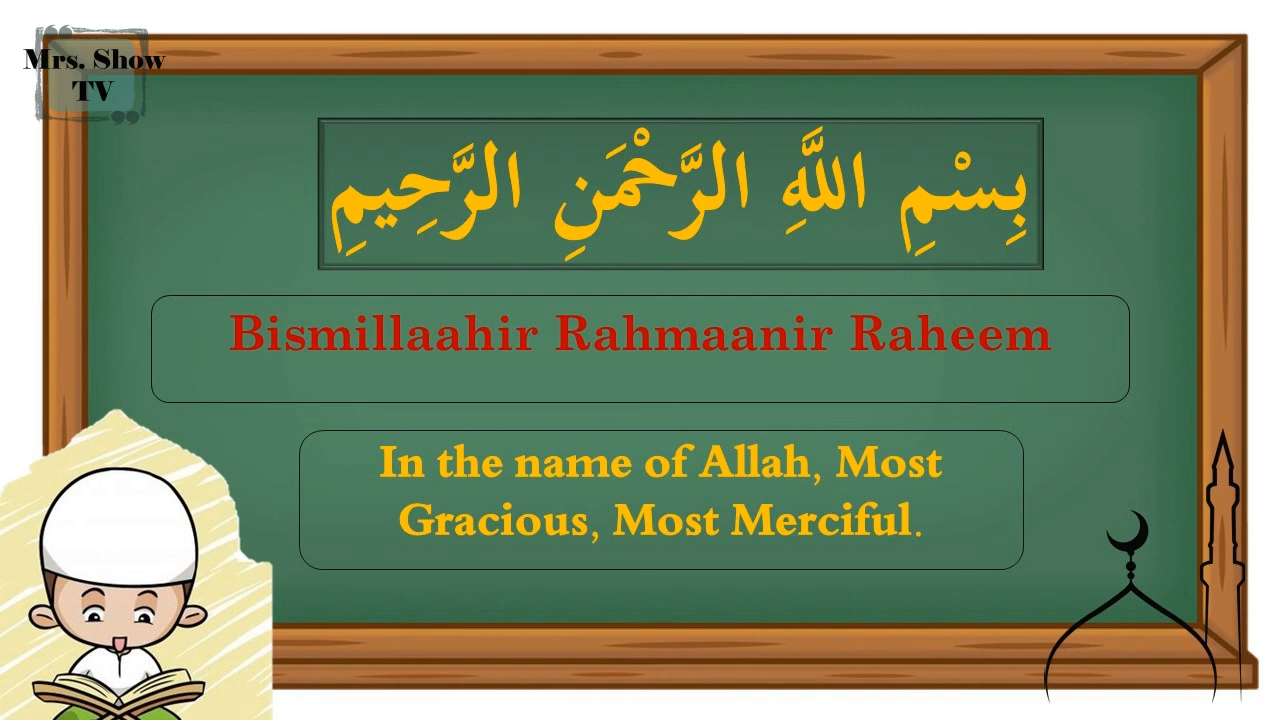 Mrs. Show
TV
بِسْمِ اللَّهِ الرَّحْمَنِ الرَّحِيمِ
Bismillaahir Rahmaanir Raheem
In the name of Allah, Most
Gracious, Most Merciful.